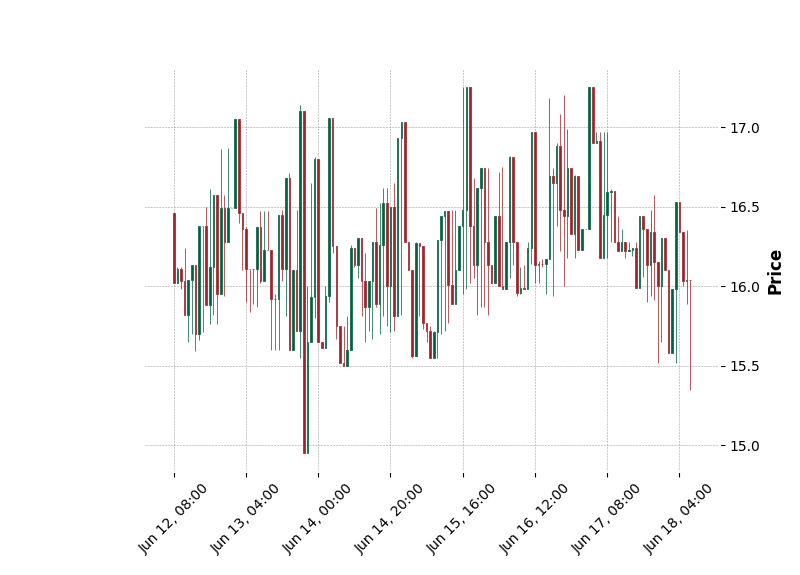 17.0
16.5
16.0
15.5
15.0
Price
Jun 12, 08:00
Jun 13, 04:00
Jun 14, 00:00
Jun 14, 20:00
Jun 15, 16:00
Jun 16, 12:00
Jun 17, 08:00
Jun 18, 04:00